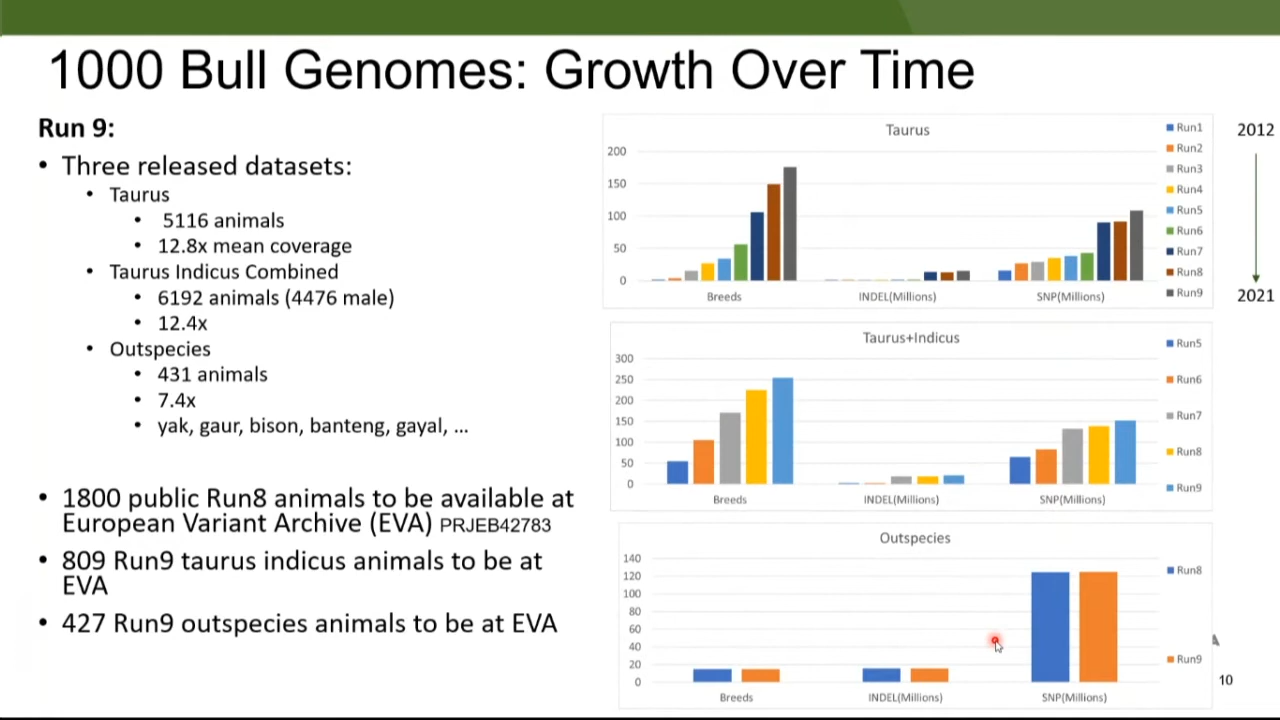 1000 Bull Genomes: Growth Over Time
Run 9:
• Three released datasets:
• Taurus
• 5116 animals
• 12.8x mean coverage
• Taurus Indicus Combined
• 6192 animals (4476 male)
• 12.4x
• Outspecies
• 431 animals
• 7.4x
• yak, gaur, bison, banteng, gayal, ...
• 1800 public Run8 animals to be available at
European Variant Archive (EVA) PRJEB42783
• 809 Run9 taurus indicus animals to be at
EVA
• 427 Run9 outspecies animals to be at EVA
Taurus
200
150
100
50
0
Breeds
INDEL(Millions)
SNP(Millions)
Run1
Run2
Run3
Run4
Run5
Run6
Run7
Run8
Run9
2012
2021
Taurus+Indicus
300
250
200
150
100
50
0
Breeds
INDEL(Millions)
SNP(Millions)
Run5
Run6
Run7
Run8
Run9
Outspecies
140
120
100
80
60
40
20
0
Breeds
INDEL(Millions)
SNP(Millions)
Run8
Run9
10